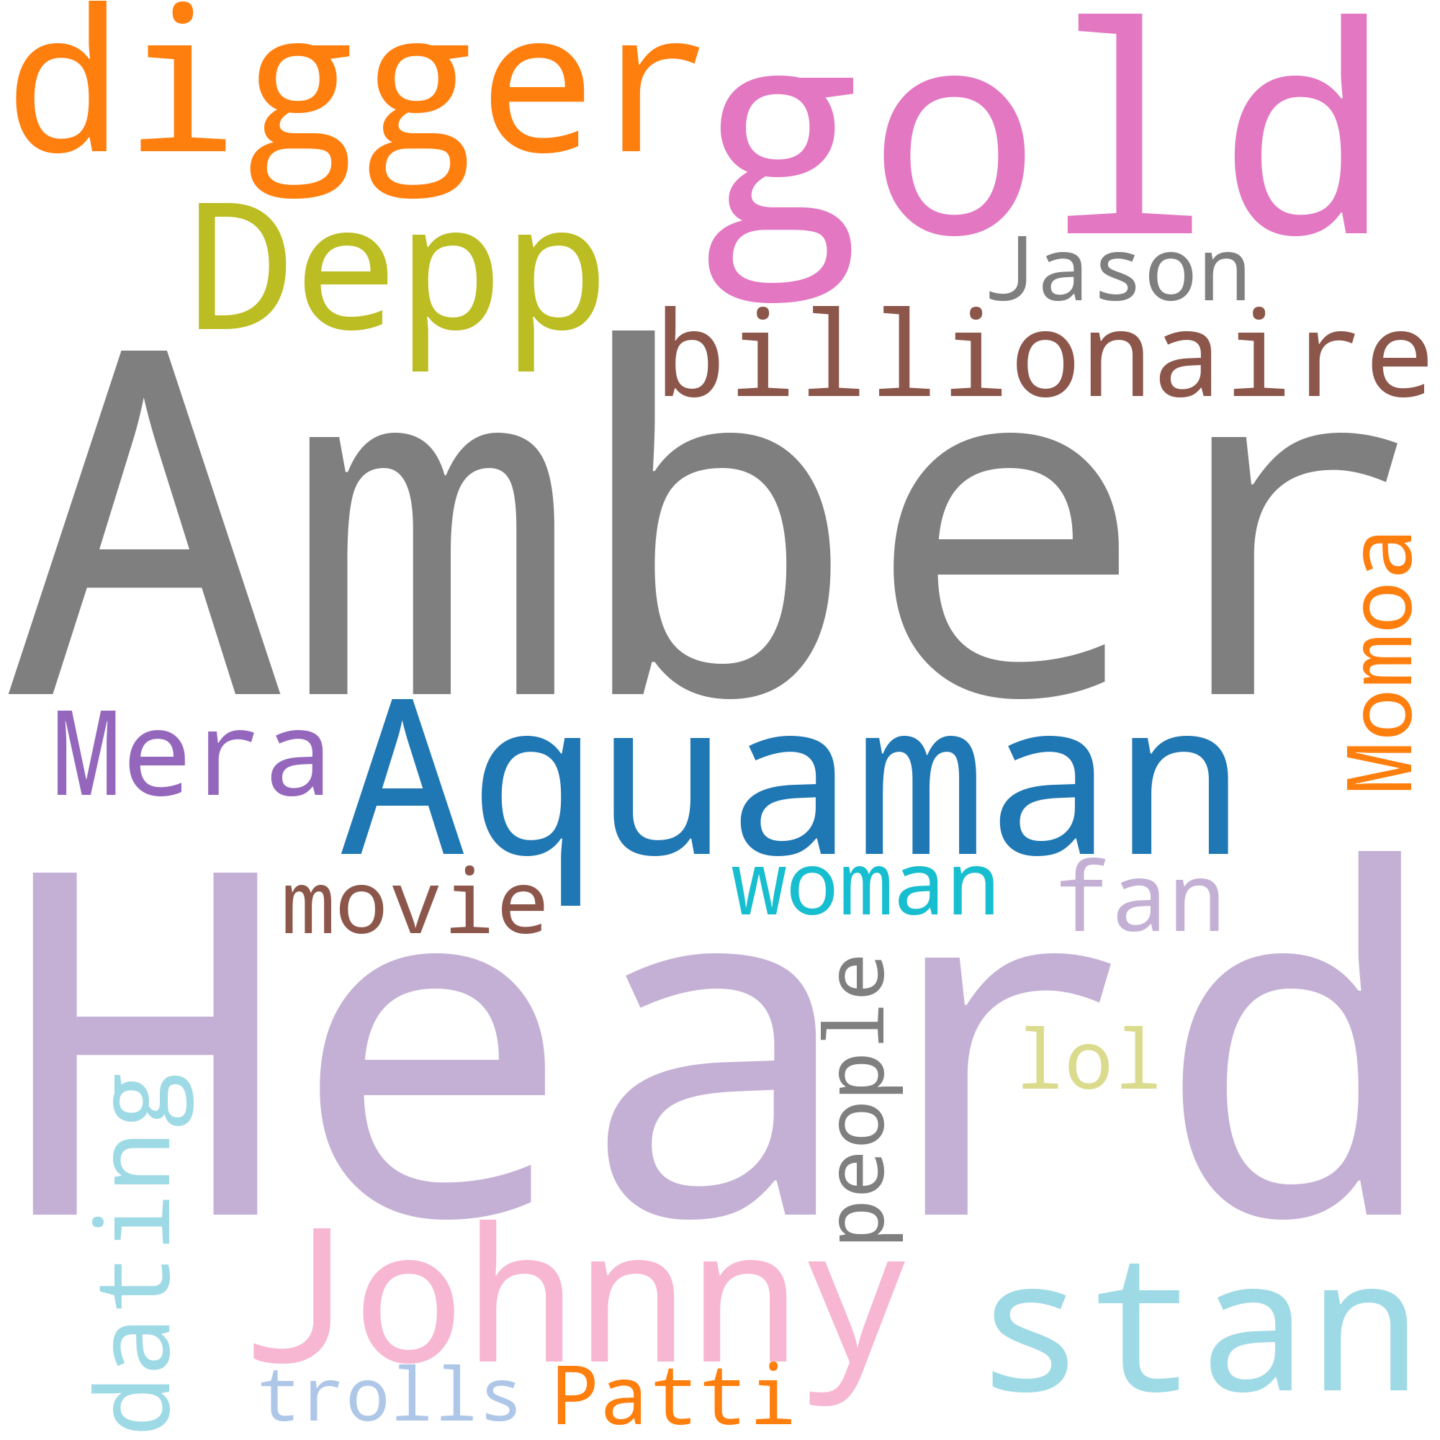 digger
gold
Depp
Jason
billionaire
Amber
Momoa
Mera
Aquaman
movie
woman
fan
Heard
people
lol
dating
Johnny
stan
trolls
Patti